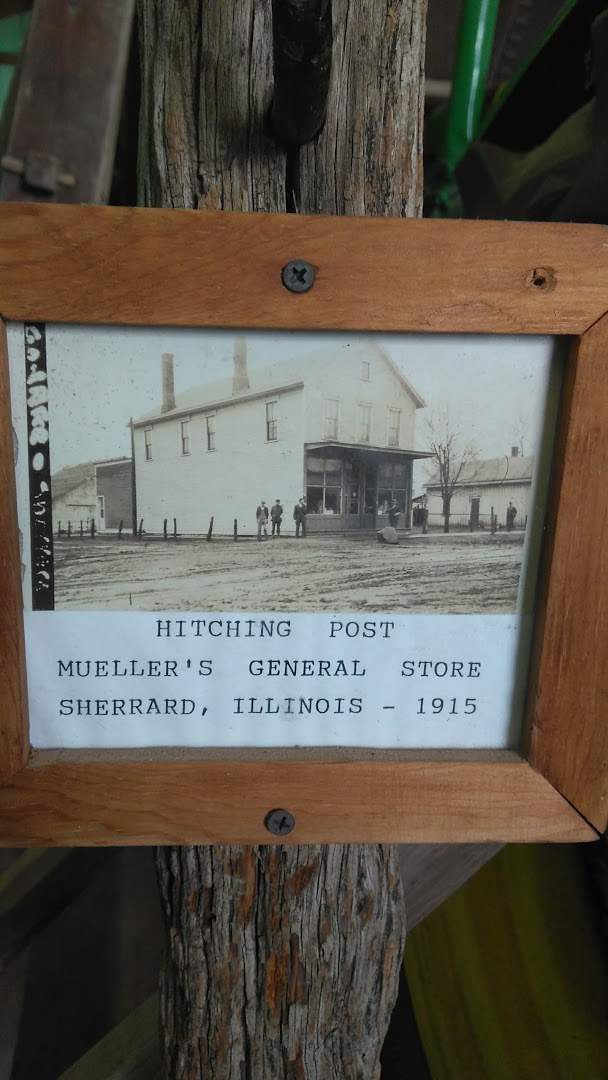 HITCHING POST
MUELLER'S GENERAL STORE
SHERRARD, ILLINOIS - 1915